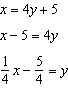 x = 4y + 5
x − 5 = 4y
1/4 x − 5/4 = y